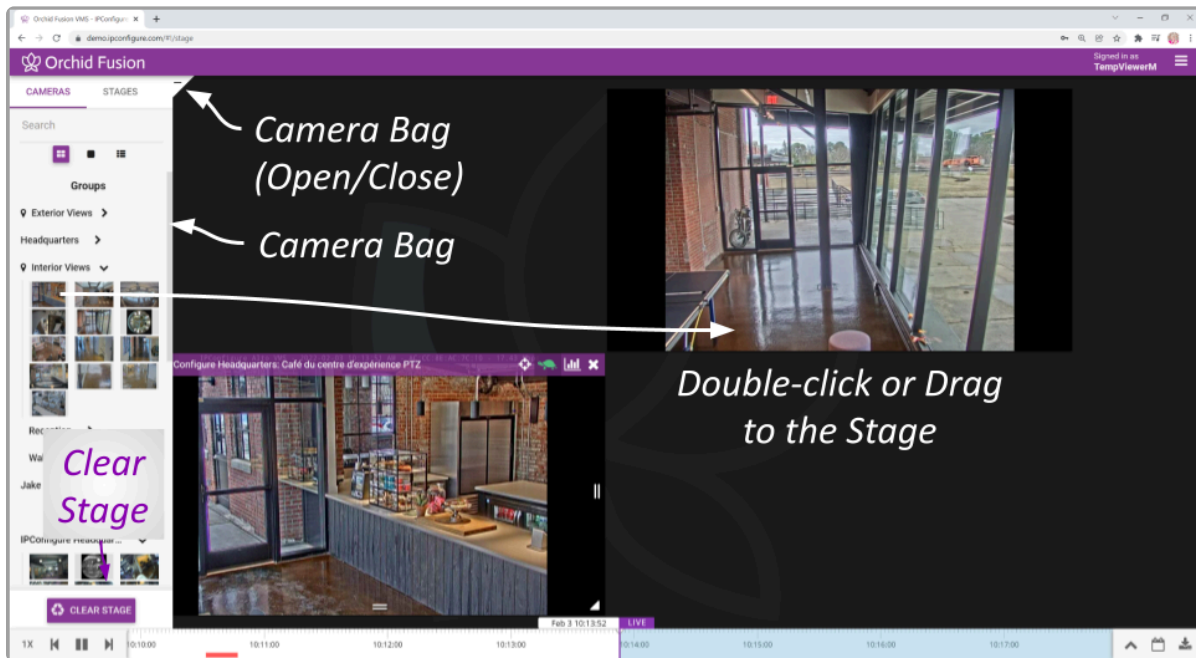 Orchid Fusion VMS - IPConfigure
demo.ipconfigure.com/#!/stage
Orchid Fusion
Signed in as
TempViewerM
CAMERAS STAGES
Search
Groups
Exterior Views
Headquarters
Interior Views
Camera Bag
(Open/Close)
Camera Bag
Configure Headquarters: Café du centre d'expérience PTZ
Double-click or Drag
to the Stage
Clear
Stage
Jake
IPConfigure Headquar...
CLEAR STAGE
Feb 3 10:13:52 LIVE
1X 10:10:00 10:11:00 10:12:00 10:13:00 10:14:00 10:15:00 10:16:00 10:17:00